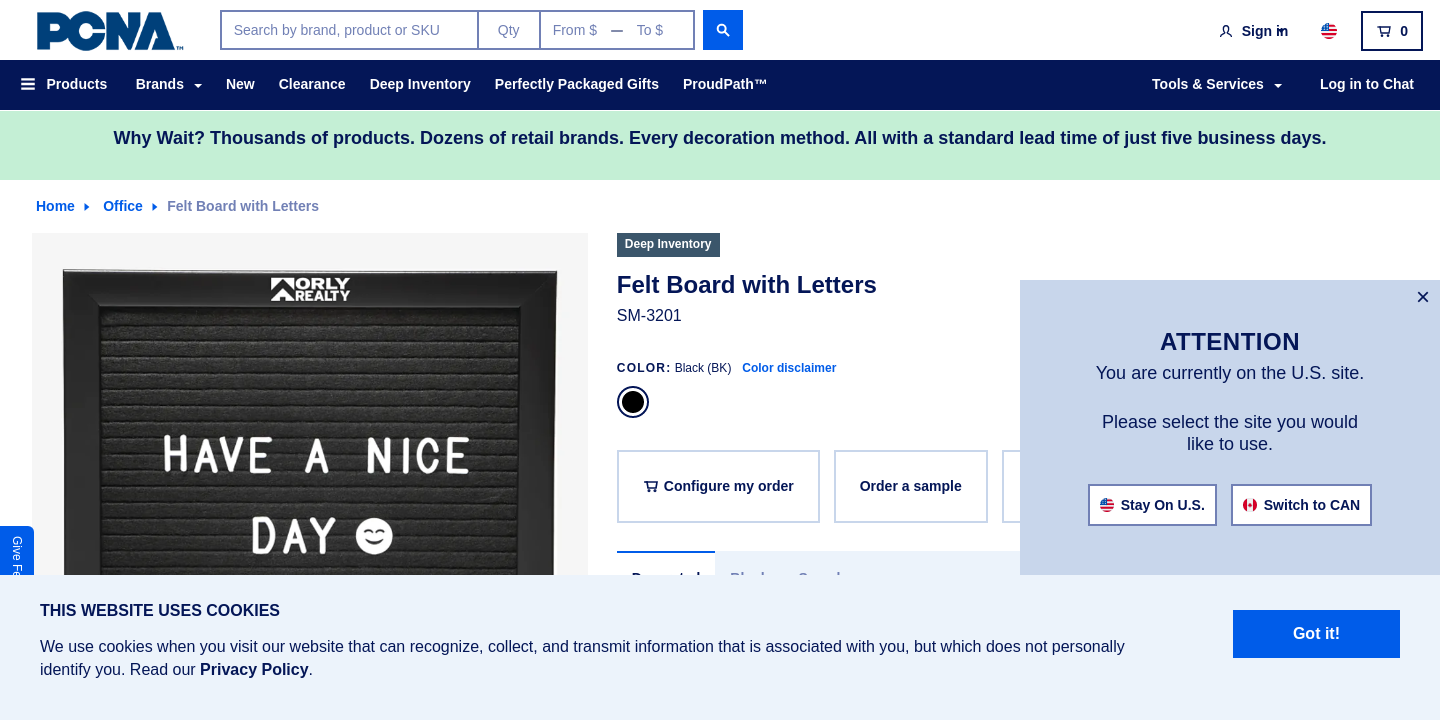 PCNA™
Search by brand, product or SKU
Qty
From $ — To $
Sign in
0
Products
Brands
New
Clearance
Deep Inventory
Perfectly Packaged Gifts
ProudPath™
Tools & Services
Log in to Chat
Why Wait? Thousands of products. Dozens of retail brands. Every decoration method. All with a standard lead time of just five business days.
Home
Office
Felt Board with Letters
ORLY
REALTY
HAVE A NICE
DAY
Deep Inventory
Felt Board with Letters
SM-3201
COLOR: Black (BK) Color disclaimer
Configure my order
Order a sample
×
ATTENTION
You are currently on the U.S. site.
Please select the site you would
like to use.
Stay On U.S.
Switch to CAN
THIS WEBSITE USES COOKIES
We use cookies when you visit our website that can recognize, collect, and transmit information that is associated with you, but which does not personally
identify you. Read our Privacy Policy.
Got it!
Give